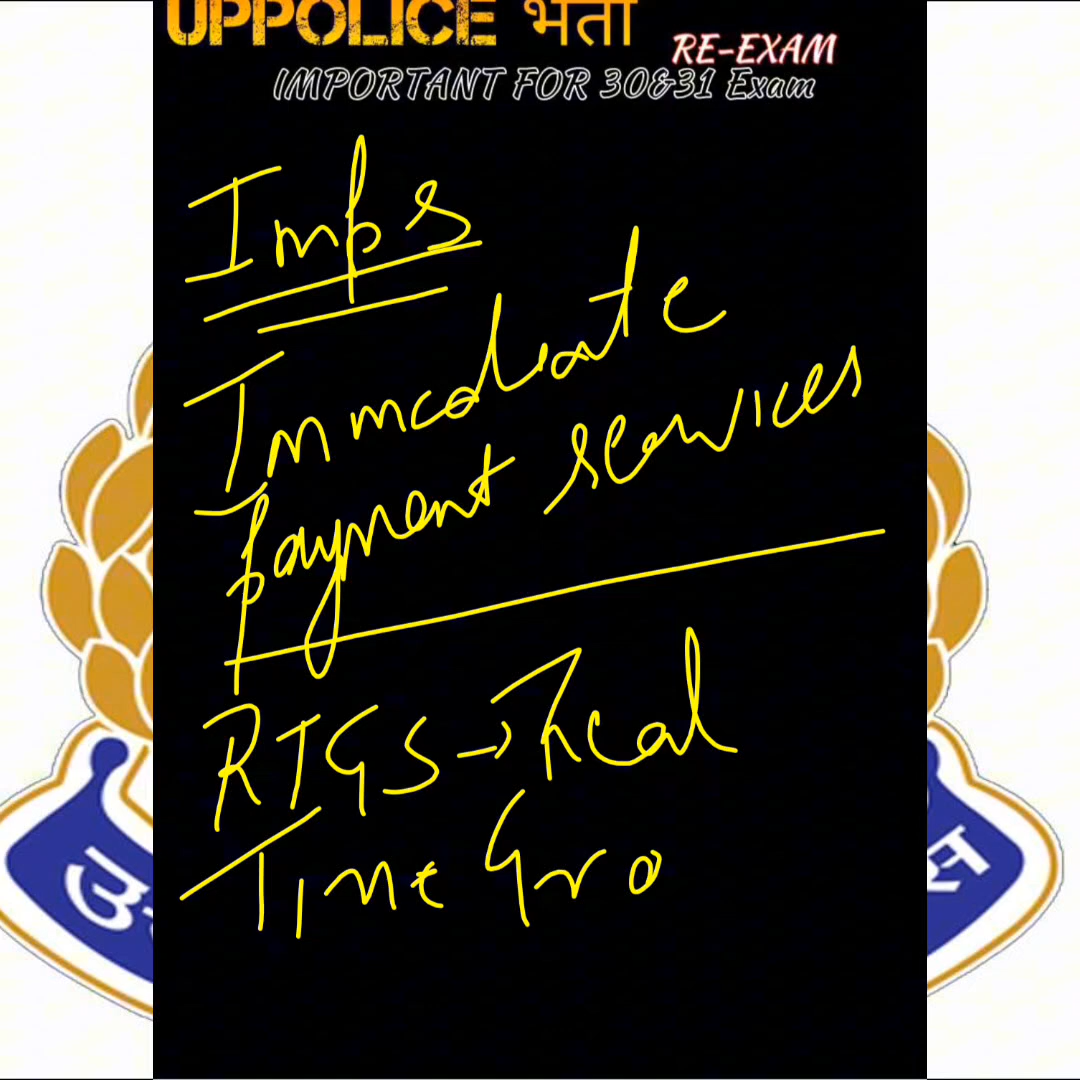 UPPOLICE भर्ती
RE-EXAM
IMPORTANT FOR 30&31 Exam
Imps
Immediate
payment services
RTGS→Real
Time Gro